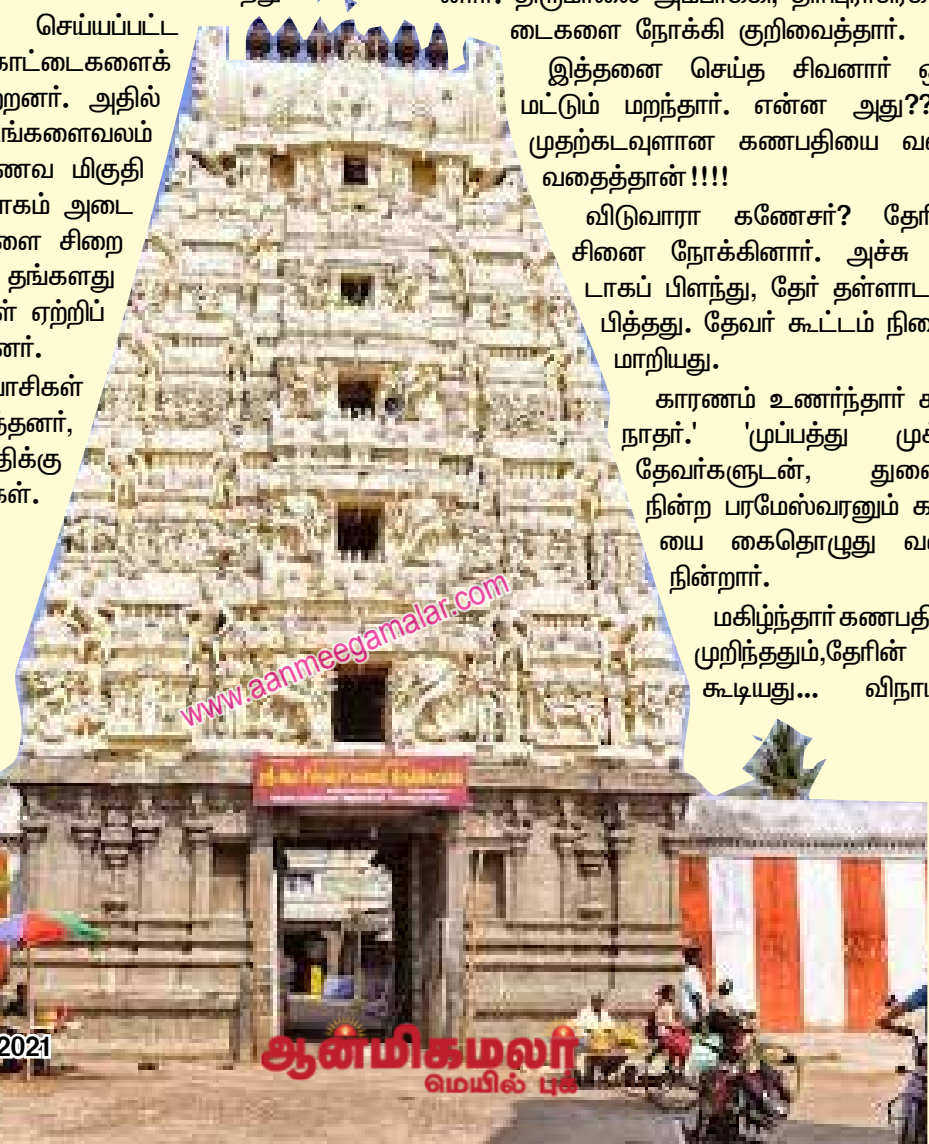 செய்யப்பட்ட
காட்டைகளைக்
றனர். அதில்
ங்களைவலம்
ணவ மிகுதி
ாகம் அடை
ளை சிறை
தங்களது
ள் ஏற்றிப்
னர்.
வாசிகள்
த்தனர்,
திக்கு
கள்.
டைகளை நோக்கி குறிவைத்தார்.
இத்தனை செய்த சிவனார் ஒ
மட்டும் மறந்தார். என்ன அது??
முதற்கடவுளான கணபதியை வ
வதைத்தான்!!!!
விடுவாரா கணேசர்? தேரி
சினை நோக்கினார். அச்சு
டாகப் பிளந்து, தேர் தள்ளாட
பித்தது. தேவர் கூட்டம் நிலை
மாறியது.
காரணம் உணர்ந்தார் க
நாதர்.' 'முப்பத்து முக்
தேவர்களுடன், துணை
நின்ற பரமேஸ்வரனும் க
யை கைதொழுது வ
நின்றார்.
மகிழ்ந்தார் கணபதி
முறிந்ததும்,தேரின்
கூடியது... விநாய
www.aanmeegamalar.com
2021
ஆன்மிகமலர்
மெயில் புக்